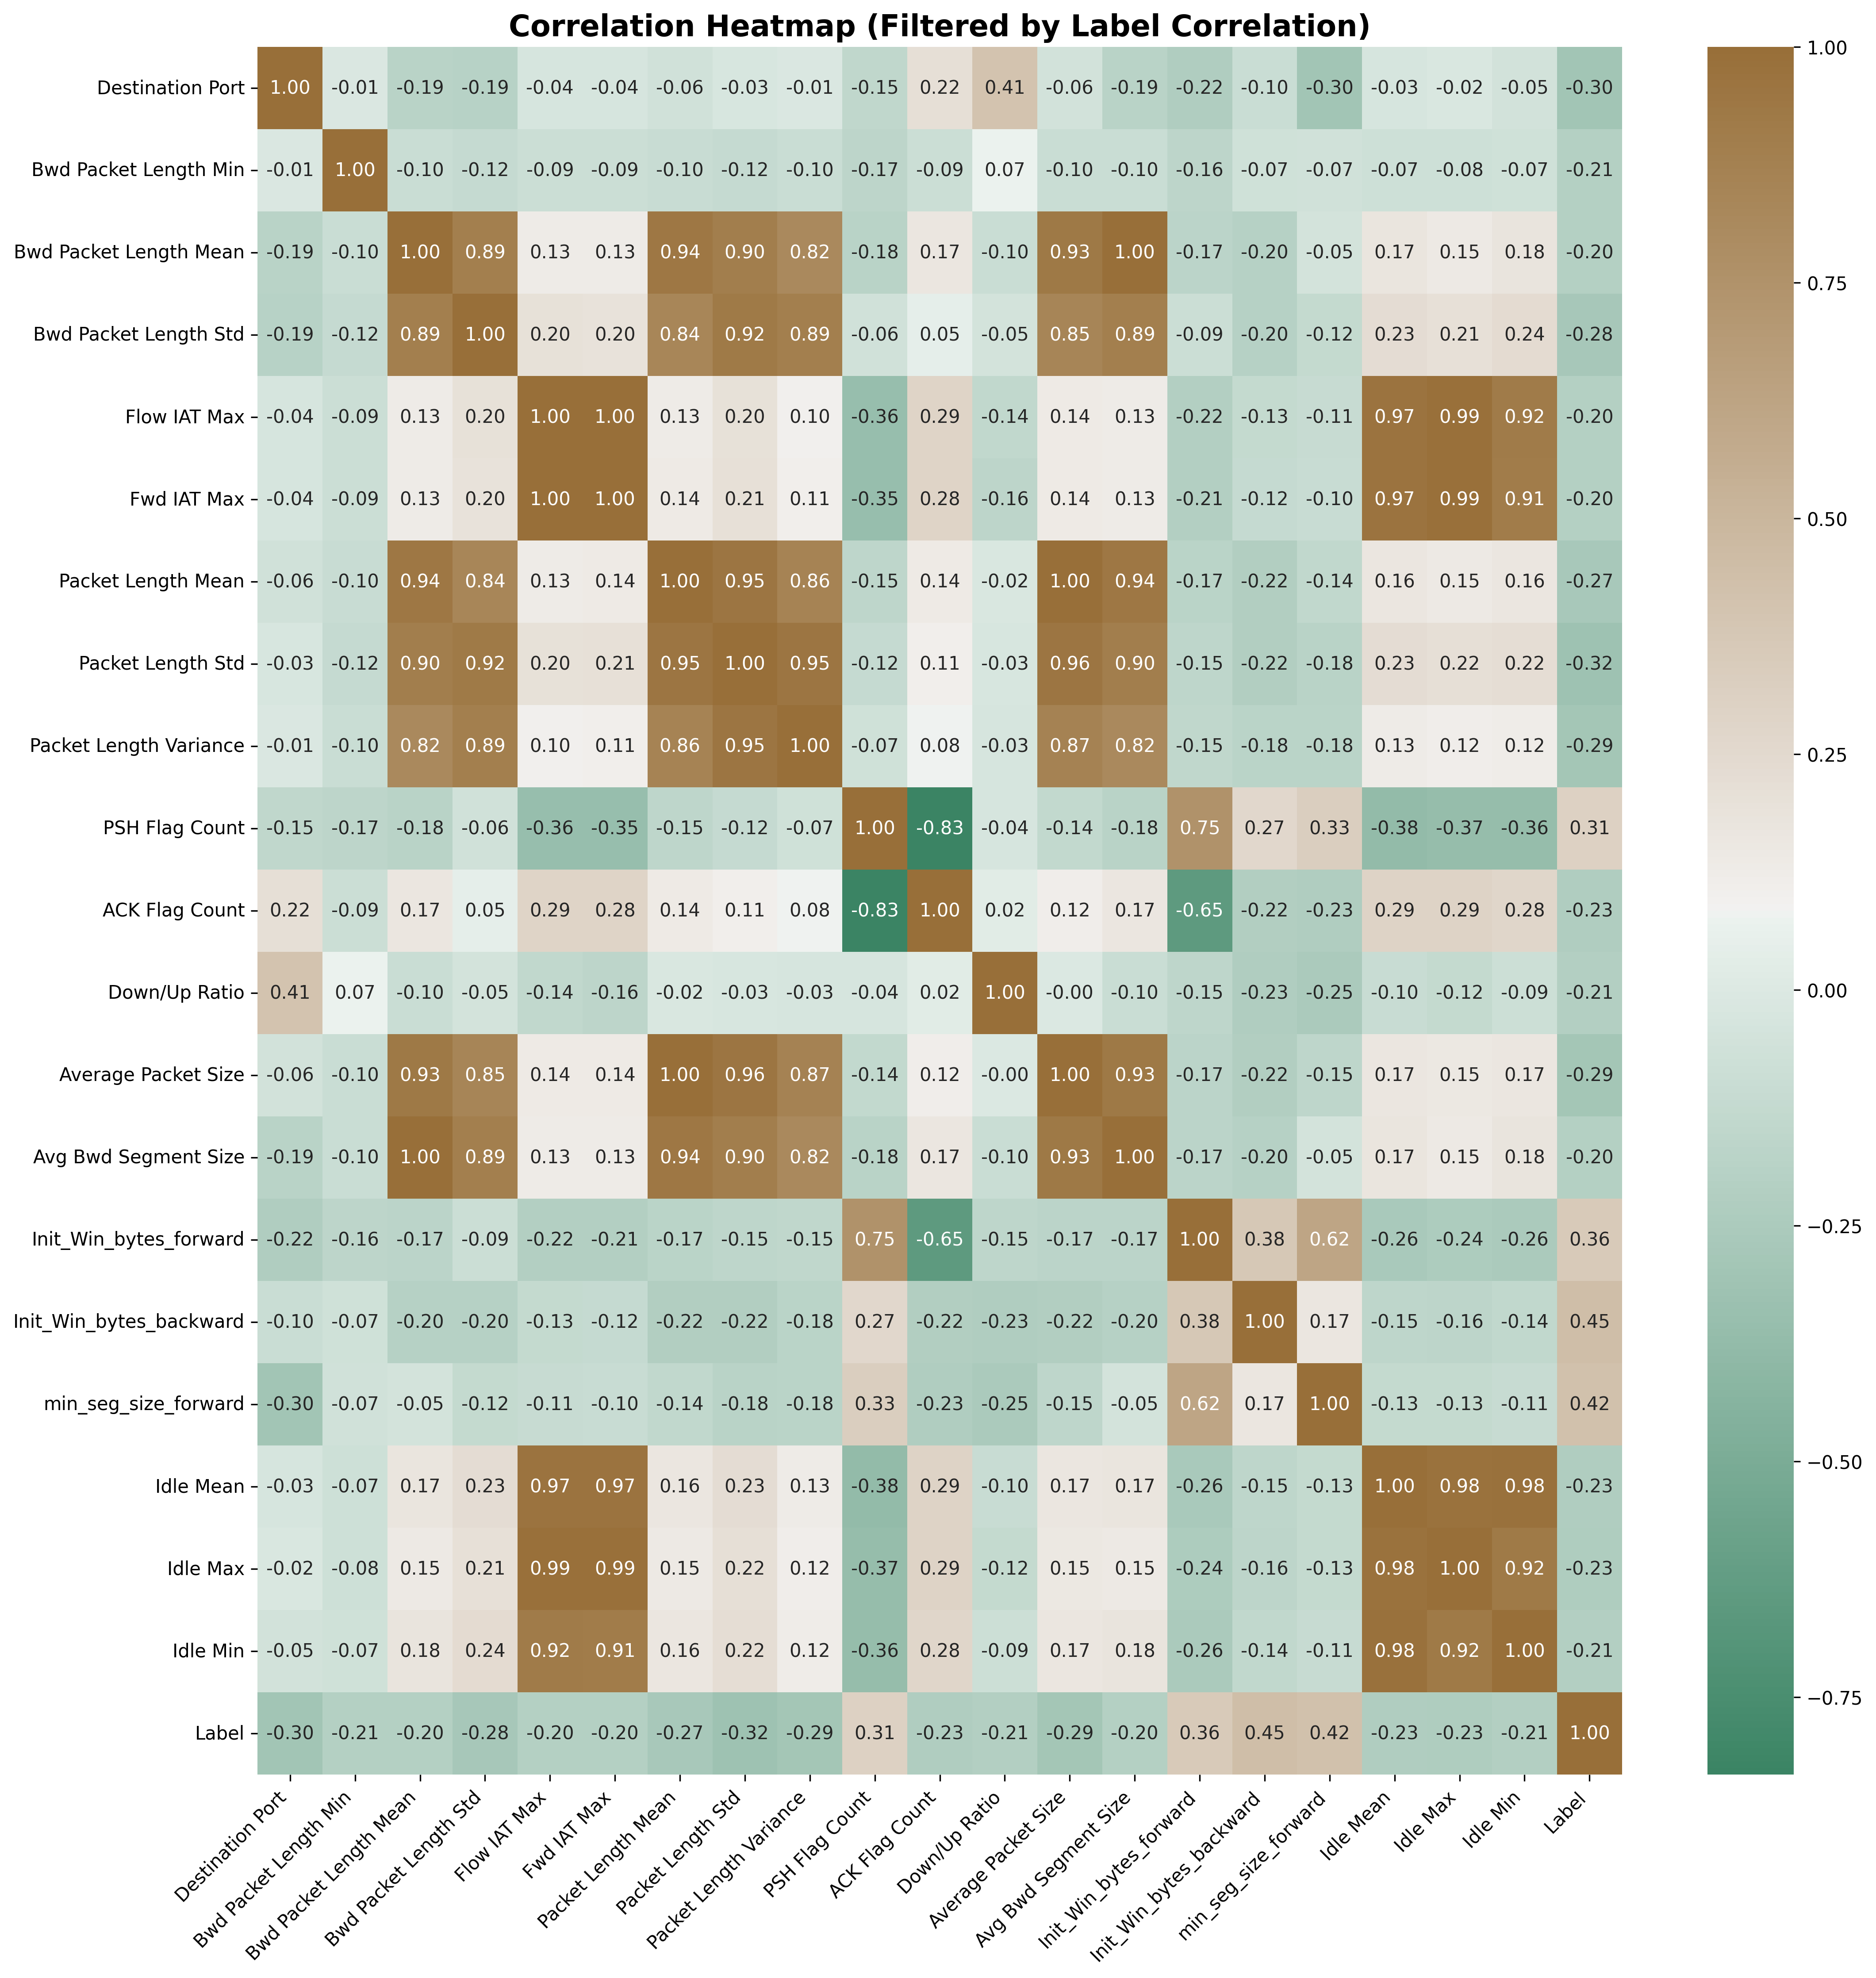 Correlation Heatmap (Filtered by Label Correlation)
Destination Port 1.00 -0.01 -0.19 -0.19 -0.04 -0.04 -0.06 -0.03 -0.01 -0.15 0.22 0.41 -0.06 -0.19 -0.22 -0.10 -0.30 -0.03 -0.02 -0.05 -0.30
Bwd Packet Length Min -0.01 1.00 -0.10 -0.12 -0.09 -0.09 -0.10 -0.12 -0.10 -0.17 -0.09 0.07 -0.10 -0.10 -0.16 -0.07 -0.07 -0.07 -0.08 -0.07 -0.21
Bwd Packet Length Mean -0.19 -0.10 1.00 0.89 0.13 0.13 0.94 0.90 0.82 -0.18 0.17 -0.10 0.93 1.00 -0.17 -0.20 -0.05 0.17 0.15 0.18 -0.20
Bwd Packet Length Std -0.19 -0.12 0.89 1.00 0.20 0.20 0.84 0.92 0.89 -0.06 0.05 -0.05 0.85 0.89 -0.09 -0.20 -0.12 0.23 0.21 0.24 -0.28
Flow IAT Max -0.04 -0.09 0.13 0.20 1.00 1.00 0.13 0.20 0.10 -0.36 0.29 -0.14 0.14 0.13 -0.22 -0.13 -0.11 0.97 0.99 0.92 -0.20
Fwd IAT Max -0.04 -0.09 0.13 0.20 1.00 1.00 0.14 0.21 0.11 -0.35 0.28 -0.16 0.14 0.13 -0.21 -0.12 -0.10 0.97 0.99 0.91 -0.20
Packet Length Mean -0.06 -0.10 0.94 0.84 0.13 0.14 1.00 0.95 0.86 -0.15 0.14 -0.02 1.00 0.94 -0.17 -0.22 -0.14 0.16 0.15 0.16 -0.27
Packet Length Std -0.03 -0.12 0.90 0.92 0.20 0.21 0.95 1.00 0.95 -0.12 0.11 -0.03 0.96 0.90 -0.15 -0.22 -0.18 0.23 0.22 0.22 -0.32
Packet Length Variance -0.01 -0.10 0.82 0.89 0.10 0.11 0.86 0.95 1.00 -0.07 0.08 -0.03 0.87 0.82 -0.15 -0.18 -0.18 0.13 0.12 0.12 -0.29
PSH Flag Count -0.15 -0.17 -0.18 -0.06 -0.36 -0.35 -0.15 -0.12 -0.07 1.00 -0.83 -0.04 -0.14 -0.18 0.75 0.27 0.33 -0.38 -0.37 -0.36 0.31
ACK Flag Count 0.22 -0.09 0.17 0.05 0.29 0.28 0.14 0.11 0.08 -0.83 1.00 0.02 0.12 0.17 -0.65 -0.22 -0.23 0.29 0.29 0.28 -0.23
Down/Up Ratio 0.41 0.07 -0.10 -0.05 -0.14 -0.16 -0.02 -0.03 -0.03 -0.04 0.02 1.00 -0.00 -0.10 -0.15 -0.23 -0.25 -0.10 -0.12 -0.09 -0.21
Average Packet Size -0.06 -0.10 0.93 0.85 0.14 0.14 1.00 0.96 0.87 -0.14 0.12 -0.00 1.00 0.93 -0.17 -0.22 -0.15 0.17 0.15 0.17 -0.29
Avg Bwd Segment Size -0.19 -0.10 1.00 0.89 0.13 0.13 0.94 0.90 0.82 -0.18 0.17 -0.10 0.93 1.00 -0.17 -0.20 -0.05 0.17 0.15 0.18 -0.20
Init_Win_bytes_forward -0.22 -0.16 -0.17 -0.09 -0.22 -0.21 -0.17 -0.15 -0.15 0.75 -0.65 -0.15 -0.17 -0.17 1.00 0.38 0.62 -0.26 -0.24 -0.26 0.36
Init_Win_bytes_backward -0.10 -0.07 -0.20 -0.20 -0.13 -0.12 -0.22 -0.22 -0.18 0.27 -0.22 -0.23 -0.22 -0.20 0.38 1.00 0.17 -0.15 -0.16 -0.14 0.45
min_seg_size_forward -0.30 -0.07 -0.05 -0.12 -0.11 -0.10 -0.14 -0.18 -0.18 0.33 -0.23 -0.25 -0.15 -0.05 0.62 0.17 1.00 -0.13 -0.13 -0.11 0.42
Idle Mean -0.03 -0.07 0.17 0.23 0.97 0.97 0.16 0.23 0.13 -0.38 0.29 -0.10 0.17 0.17 -0.26 -0.15 -0.13 1.00 0.98 0.98 -0.23
Idle Max -0.02 -0.08 0.15 0.21 0.99 0.99 0.15 0.22 0.12 -0.37 0.29 -0.12 0.15 0.15 -0.24 -0.16 -0.13 0.98 1.00 0.92 -0.23
Idle Min -0.05 -0.07 0.18 0.24 0.92 0.91 0.16 0.22 0.12 -0.36 0.28 -0.09 0.17 0.18 -0.26 -0.14 -0.11 0.98 0.92 1.00 -0.21
Label -0.30 -0.21 -0.20 -0.28 -0.20 -0.20 -0.27 -0.32 -0.29 0.31 -0.23 -0.21 -0.29 -0.20 0.36 0.45 0.42 -0.23 -0.23 -0.21 1.00
Destination Port
Bwd Packet Length Min
Bwd Packet Length Mean
Bwd Packet Length Std
Flow IAT Max
Fwd IAT Max
Packet Length Mean
Packet Length Std
Packet Length Variance
PSH Flag Count
ACK Flag Count
Down/Up Ratio
Average Packet Size
Avg Bwd Segment Size
Init_Win_bytes_forward
Init_Win_bytes_backward
min_seg_size_forward
Idle Mean
Idle Max
Idle Min
Label
1.00
0.75
0.50
0.25
0.00
−0.25
−0.50
−0.75